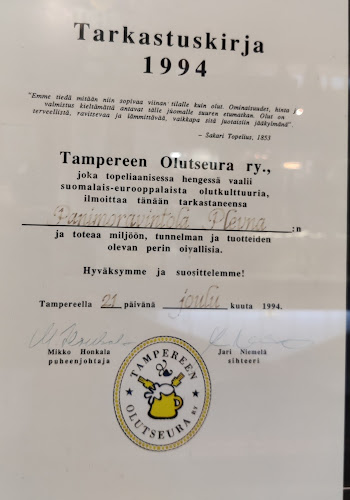 Tarkastuskirja
1994
"Emme tiedä mitään niin sopivaa viinan tilalle kuin olut. Ominaisuudet, hinta ja
valmistus kieltämättä antavat tälle juomalle suuren etumatkan. Olut on
terveellistä, ravitsevaa ja lämmittävää, vaikkapa sitä juotaisiin jääkylmänä".
- Sakari Topelius, 1853
Tampereen Olutseura ry.,
joka topeliaanisessa hengessä vaalii
suomalais-eurooppalaista olutkulttuuria,
ilmoittaa tänään tarkastaneensa
Panimoravintola Plevna :n
ja toteaa miljöön, tunnelman ja tuotteiden
olevan perin oivallisia.
Hyväksymme ja suosittelemme!
Tampereella 21 päivänä joulu kuuta 1994.
Mikko Honkala
puheenjohtaja
Jari Niemelä
sihteeri
TAMPEREEN
OLUTSEURA RY